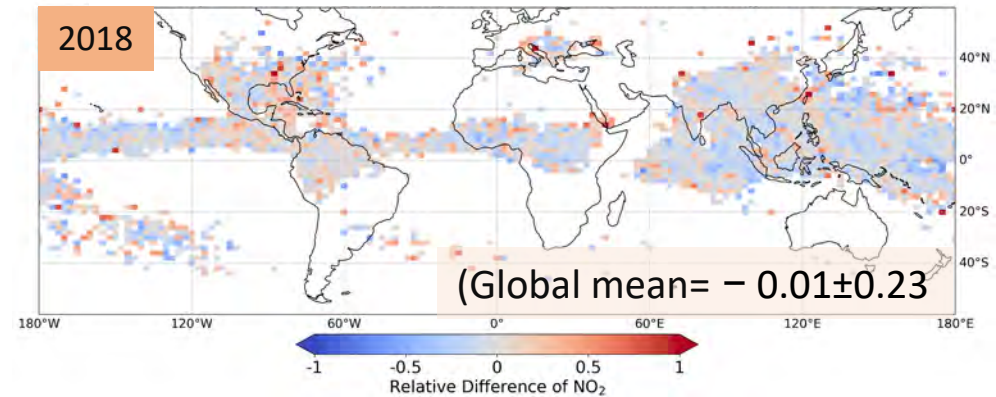 2018
40°N
20°N
0°
20°S
40°S
(Global mean= − 0.01±0.23
180°W 120°W 60°W 0° 60°E 120°E 180°E
-1 -0.5 0 0.5 1
Relative Difference of NO₂